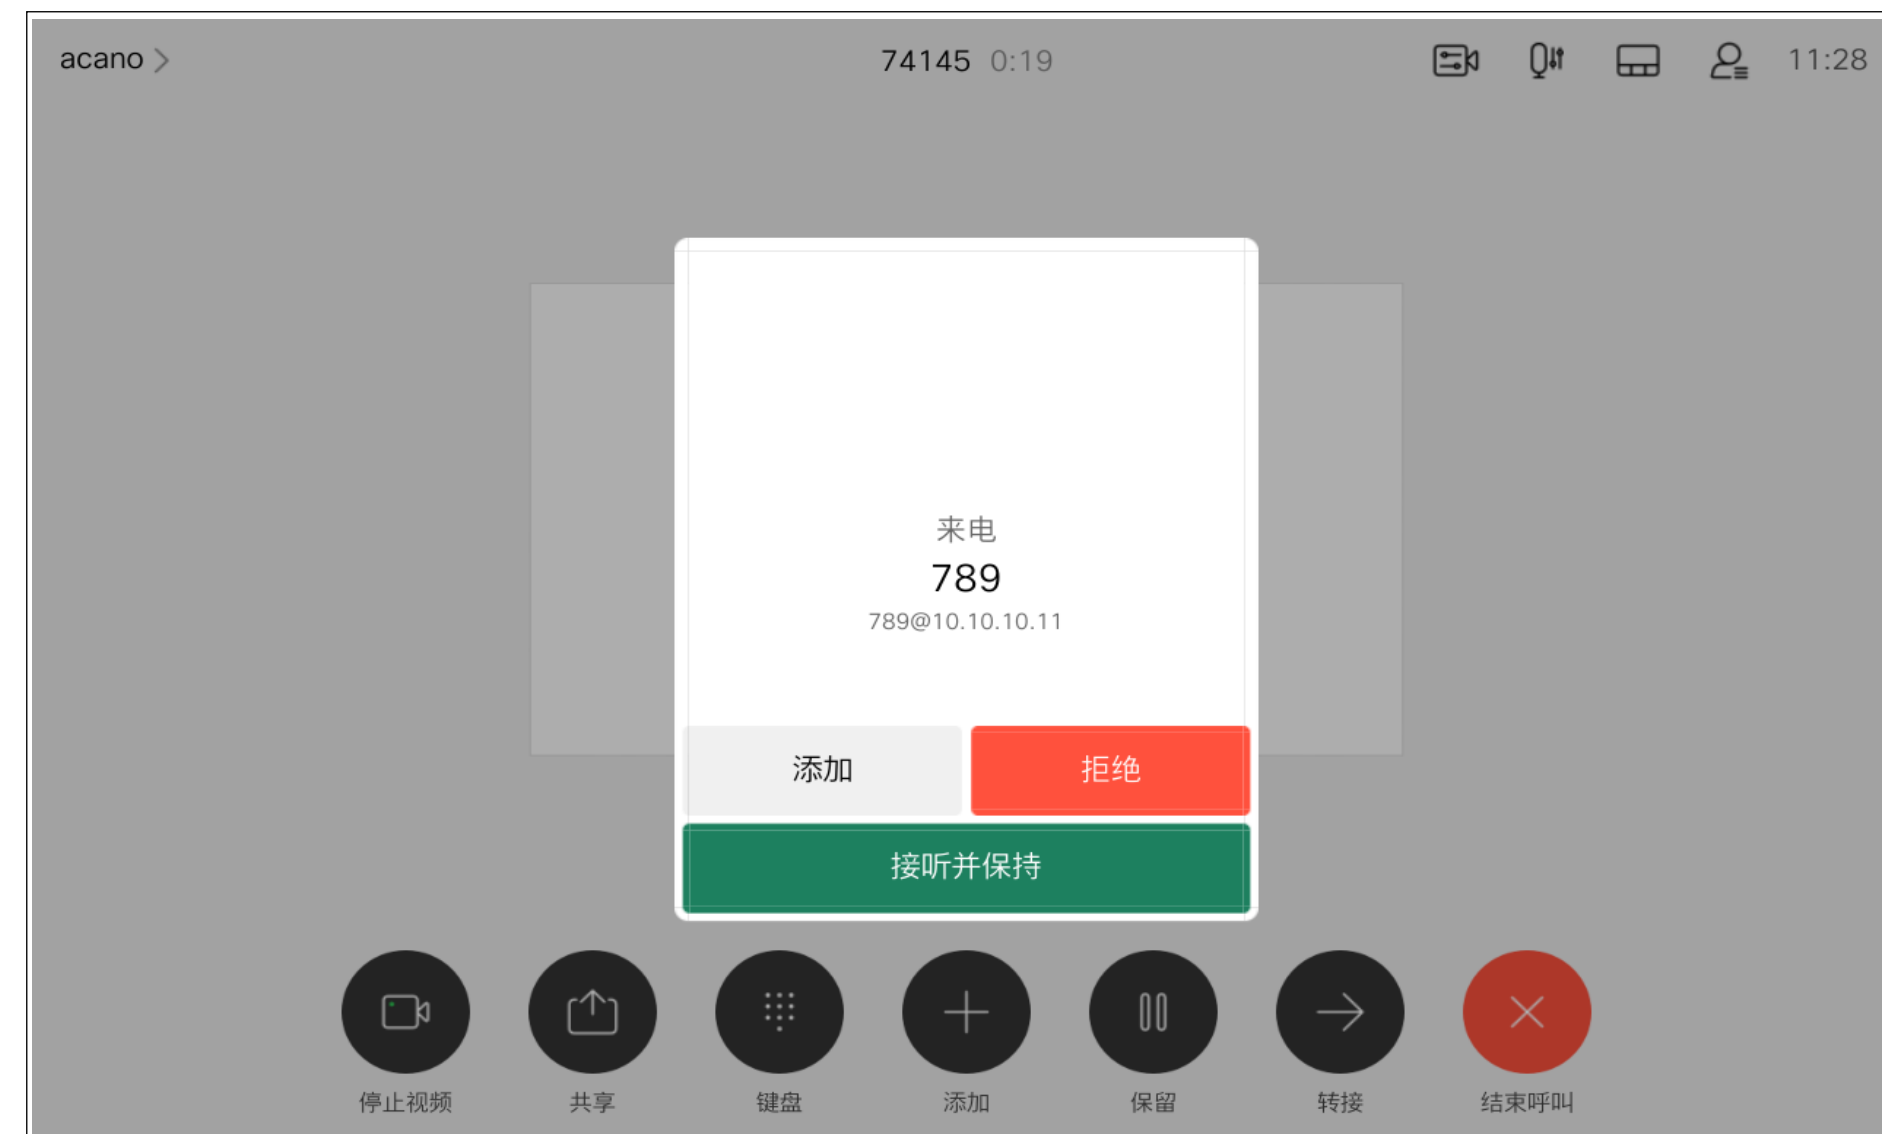 acano
74145 0:19
11:28
来电
789
789@10.10.10.11
添加
拒绝
接听并保持
停止视频
共享
键盘
添加
保留
转接
结束呼叫